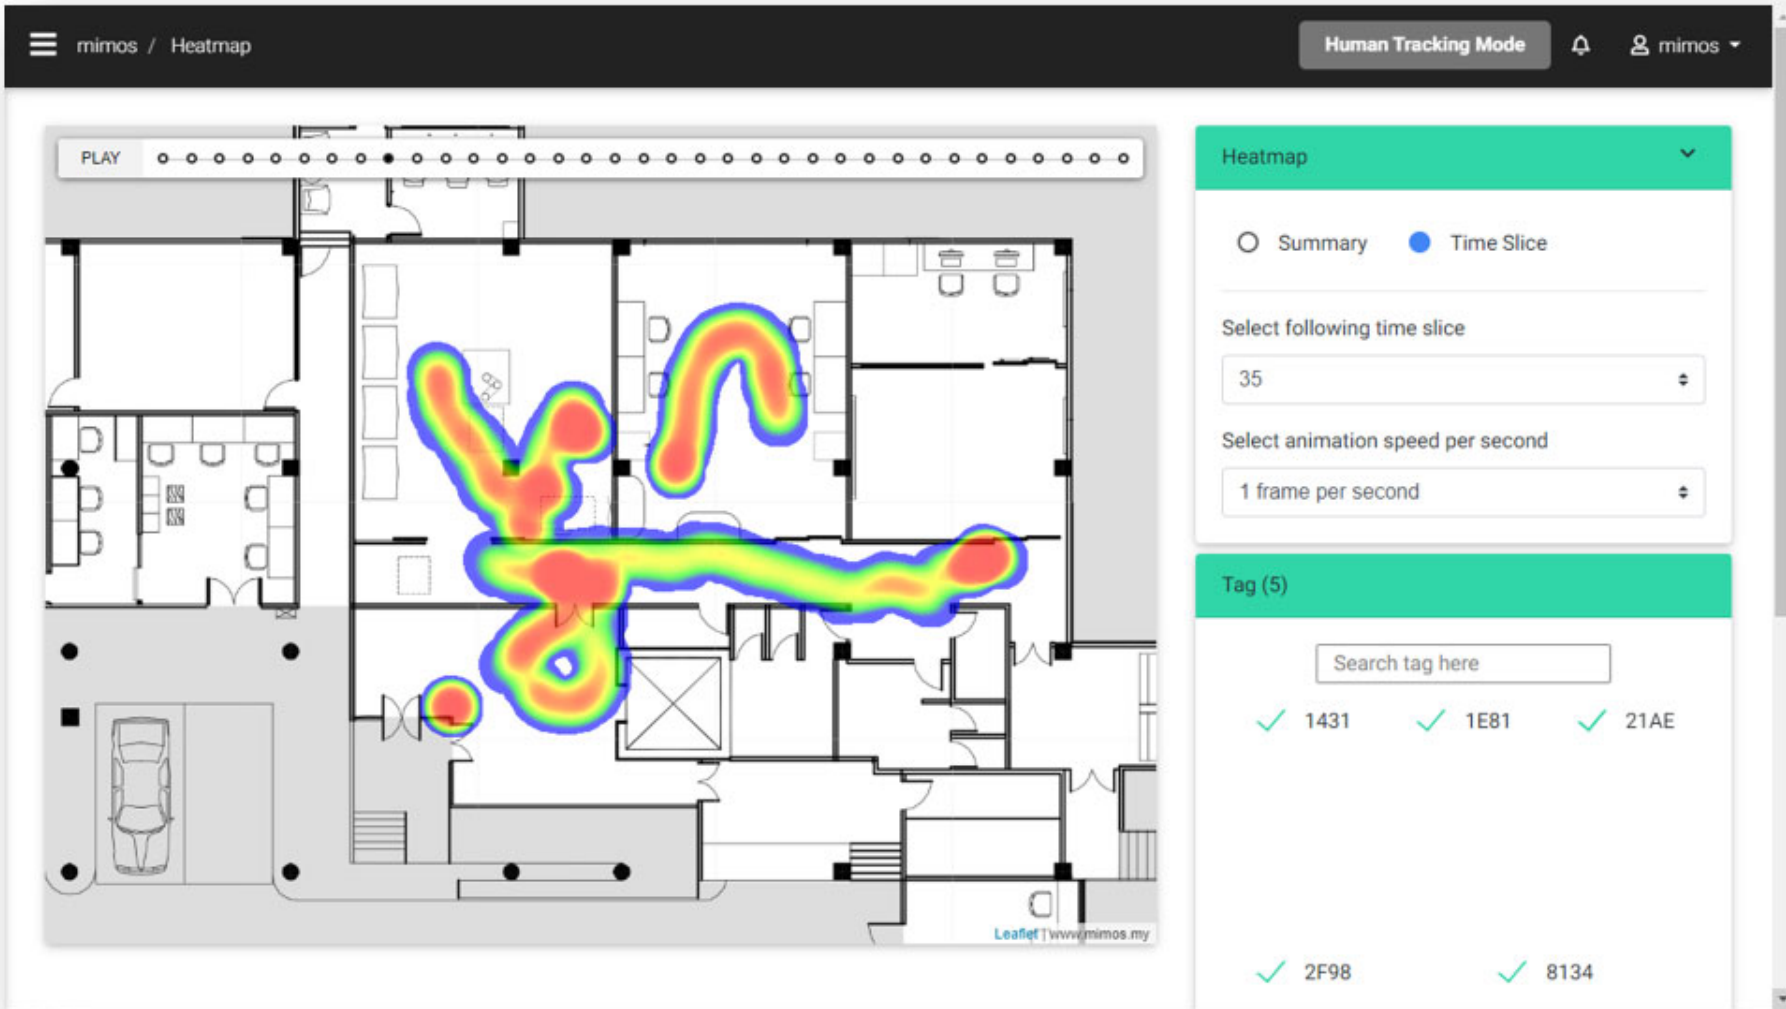 mimos / Heatmap
Human Tracking Mode
mimos
PLAY
Heatmap
Summary
Time Slice
Select following time slice
35
Select animation speed per second
1 frame per second
Tag (5)
Search tag here
1431
1E81
21AE
2F98
8134
Leaflet | www.mimos.my